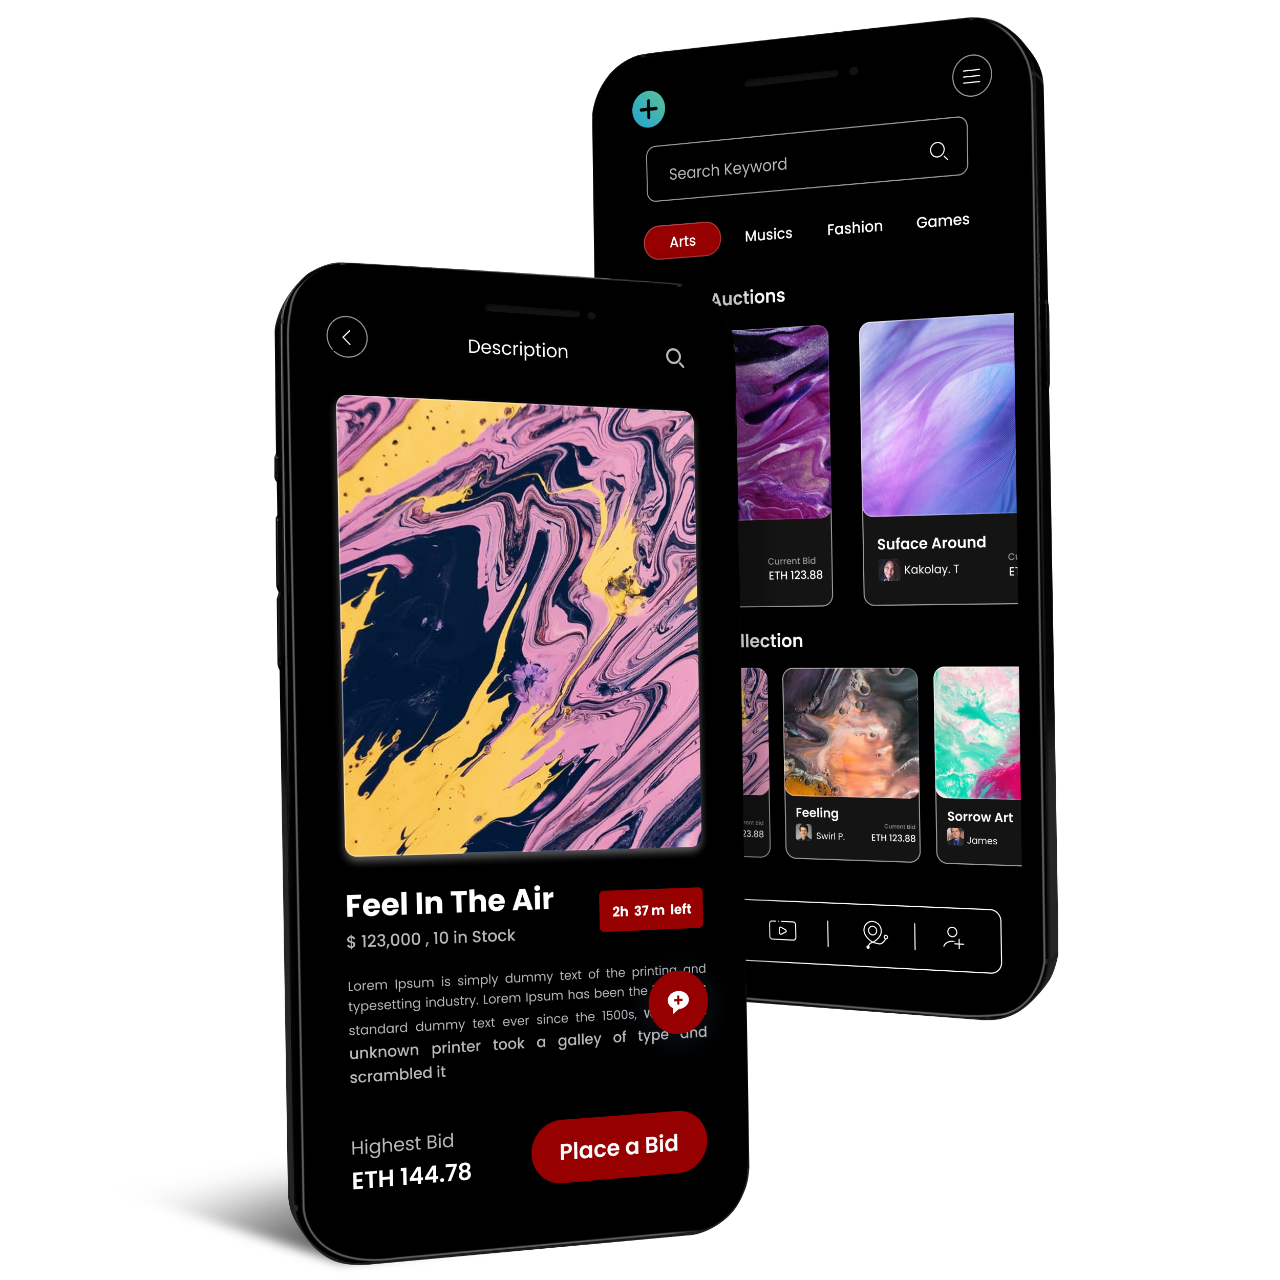 Search Keyword
Arts
Musics
Fashion
Games
Auctions
Current Bid
ETH 123.88
Suface Around
Kakolay. T
llection
23.88
Feeling
Swirl P.
Current Bid
ETH 123.88
Sorrow Art
James
Description
Feel In The Air
2h 37 m left
$ 123,000 , 10 in Stock
Lorem Ipsum is simply dummy text of the printing and
typesetting industry. Lorem Ipsum has been the
standard dummy text ever since the 1500s,
unknown printer took a galley of type and
scrambled it
Highest Bid
ETH 144.78
Place a Bid